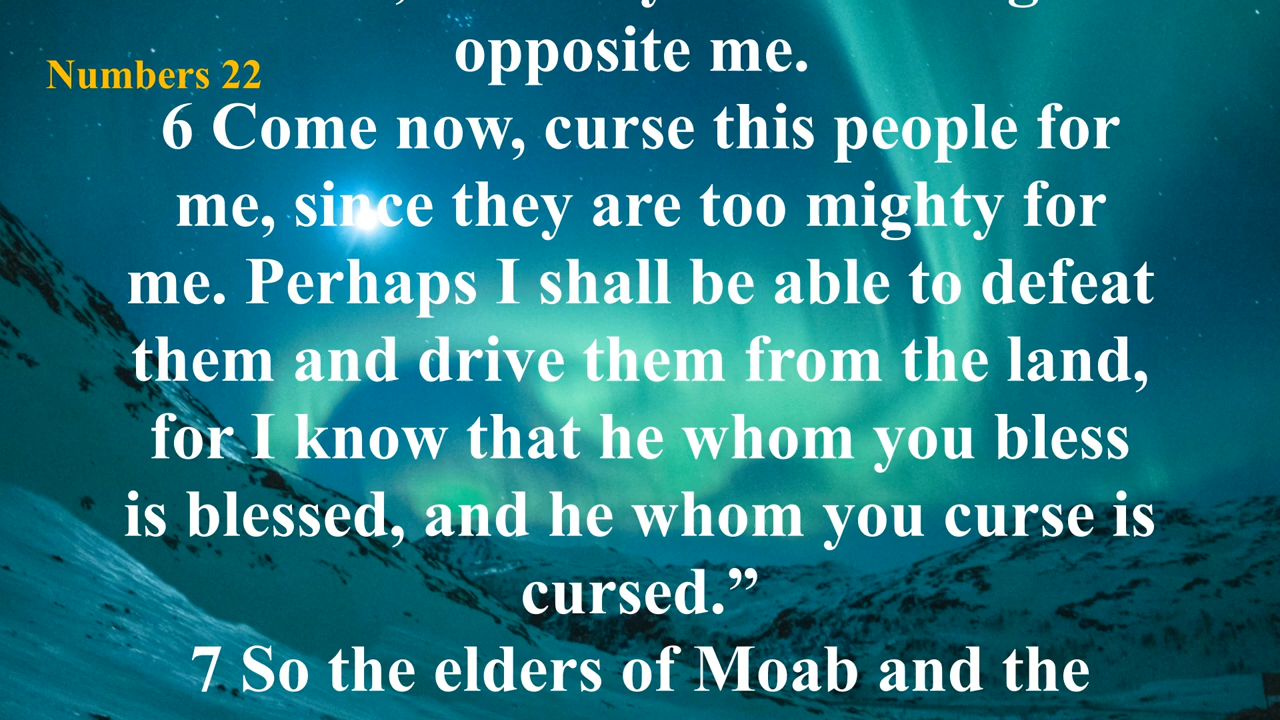 Numbers 22
opposite me.
6 Come now, curse this people for
me, since they are too mighty for
me. Perhaps I shall be able to defeat
them and drive them from the land,
for I know that he whom you bless
is blessed, and he whom you curse is
cursed.”
7 So the elders of Moab and the